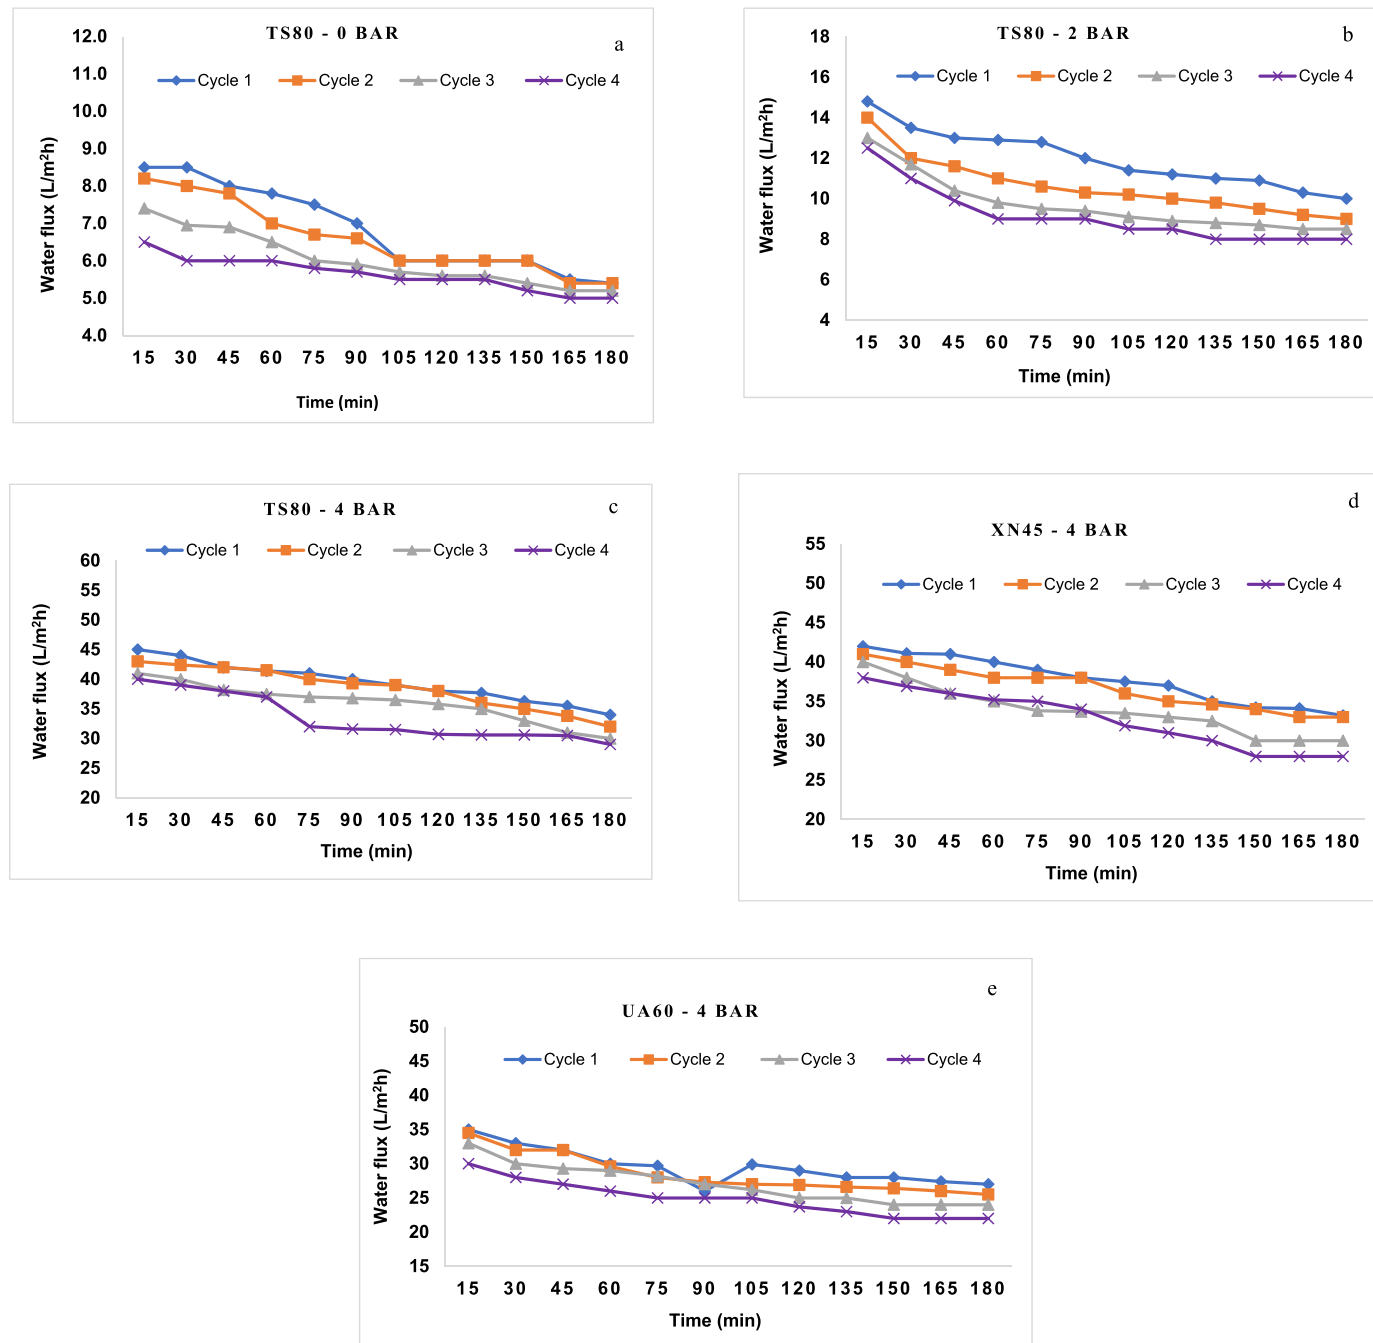 TS80 - 0 BAR
a
Cycle 1 Cycle 2 Cycle 3 Cycle 4
Water flux (L/m²h)
12.0
11.0
10.0
9.0
8.0
7.0
6.0
5.0
4.0
15 30 45 60 75 90 105 120 135 150 165 180
Time (min)
TS80 - 2 BAR
b
Cycle 1 Cycle 2 Cycle 3 Cycle 4
Water flux (L/m²h)
18
16
14
12
10
8
6
4
15 30 45 60 75 90 105 120 135 150 165 180
Time (min)
TS80 - 4 BAR
c
Cycle 1 Cycle 2 Cycle 3 Cycle 4
Water flux (L/m²h)
60
55
50
45
40
35
30
25
20
15 30 45 60 75 90 105 120 135 150 165 180
Time (min)
XN45 - 4 BAR
d
Cycle 1 Cycle 2 Cycle 3 Cycle 4
Water flux (L/m²h)
55
50
45
40
35
30
25
20
15 30 45 60 75 90 105 120 135 150 165 180
Time (min)
UA60 - 4 BAR
e
Cycle 1 Cycle 2 Cycle 3 Cycle 4
Water flux (L/m²h)
50
45
40
35
30
25
20
15
15 30 45 60 75 90 105 120 135 150 165 180
Time (min)